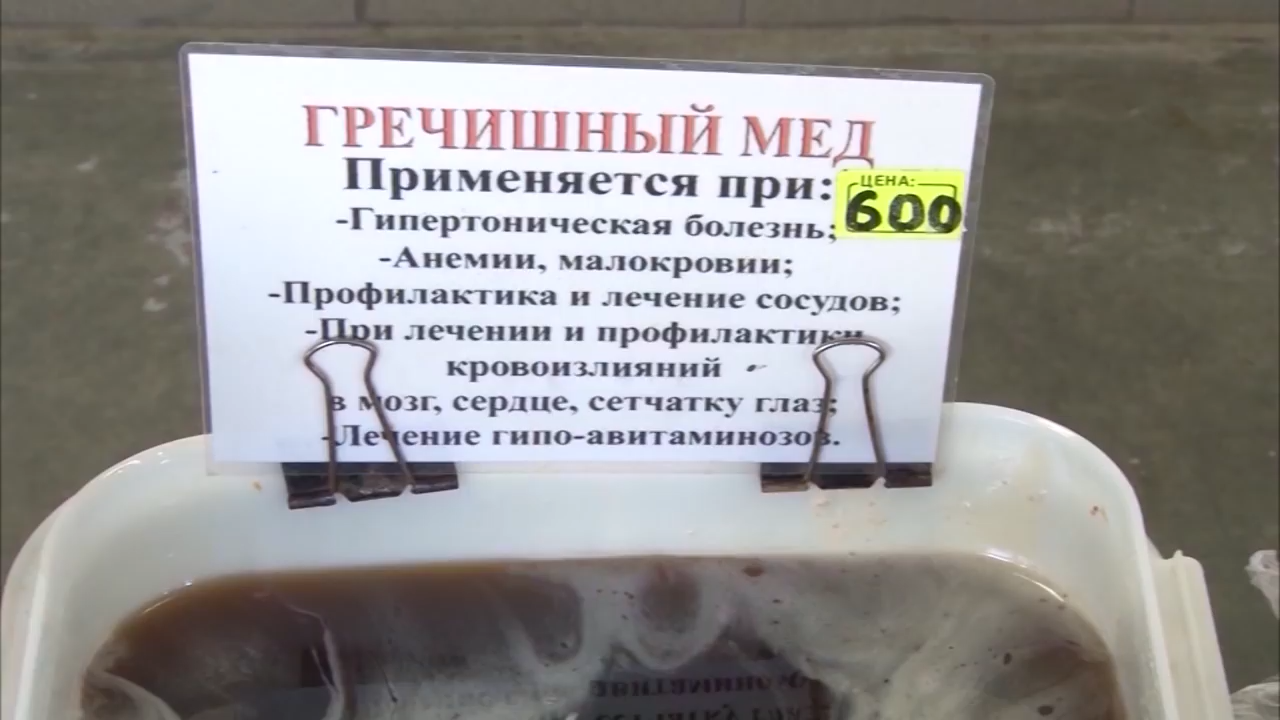 ГРЕЧИШНЫЙ МЕД
Применяется при:
ЦЕНА:
600
-Гипертоническая болезнь;
-Анемии, малокровии;
-Профилактика и лечение сосудов;
-При лечении и профилактики
кровоизлияний
в мозг, сердце, сетчатку глаз;
-Лечение гипо-авитаминозов.